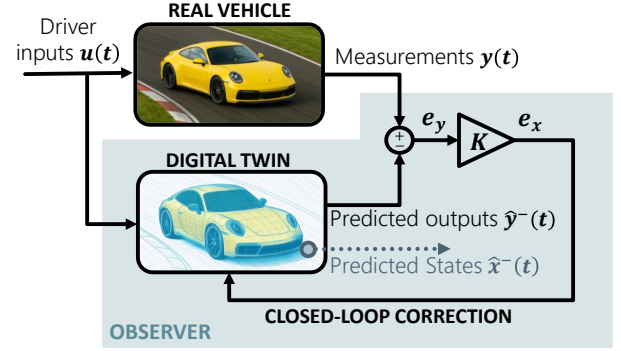 REAL VEHICLE
Driver
inputs u(t)
Measurements y(t)
+
−
e_y
K
e_x
DIGITAL TWIN
Predicted outputs ŷ⁻(t)
Predicted States x̂⁻(t)
CLOSED-LOOP CORRECTION
OBSERVER